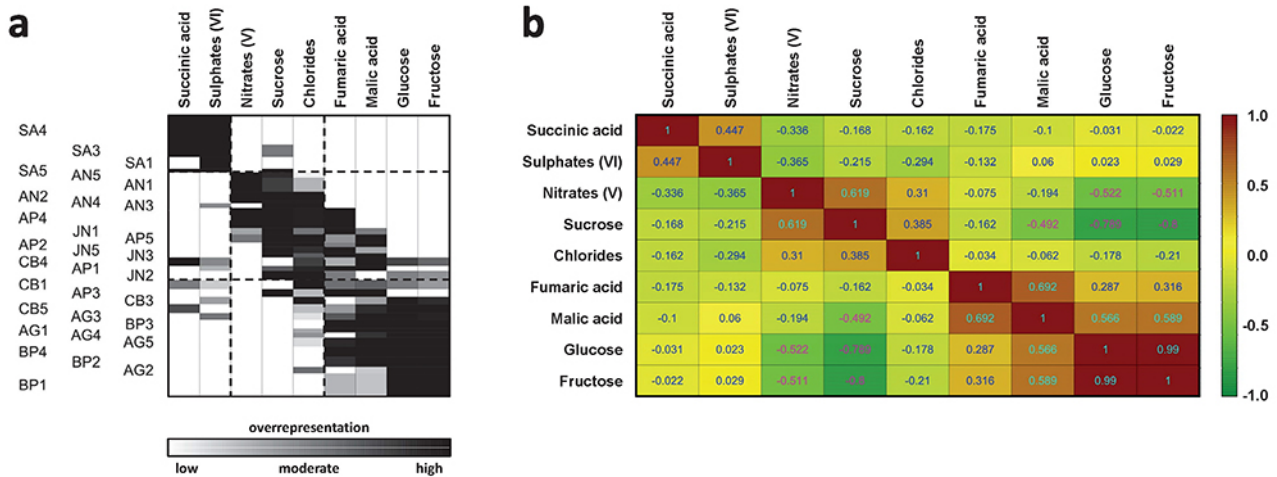 a
Succinic acid
Sulphates (VI)
Nitrates (V)
Sucrose
Chlorides
Fumaric acid
Malic acid
Glucose
Fructose
SA4
SA3
SA1
SA5
AN5
AN1
AN2
AN4
AN3
AP4
JN1
AP5
AP2
JN5
JN3
CB4
AP1
JN2
CB1
AP3
CB3
CB5
AG3
BP3
AG1
AG4
AG5
BP4
BP2
AG2
BP1
overrepresentation
low moderate high
b
Succinic acid
Sulphates (VI)
Nitrates (V)
Sucrose
Chlorides
Fumaric acid
Malic acid
Glucose
Fructose
Succinic acid 1 0.447 -0.336 -0.168 -0.162 -0.175 -0.1 -0.031 -0.022
Sulphates (VI) 0.447 1 -0.365 -0.215 -0.294 -0.132 0.06 0.023 0.029
Nitrates (V) -0.336 -0.365 1 0.619 0.31 -0.075 -0.194 -0.522 -0.511
Sucrose -0.168 -0.215 0.619 1 0.385 -0.162 -0.492 -0.789 -0.8
Chlorides -0.162 -0.294 0.31 0.385 1 -0.034 -0.062 -0.178 -0.21
Fumaric acid -0.175 -0.132 -0.075 -0.162 -0.034 1 0.692 0.287 0.316
Malic acid -0.1 0.06 -0.194 -0.492 -0.062 0.692 1 0.566 0.589
Glucose -0.031 0.023 -0.522 -0.789 -0.178 0.287 0.566 1 0.99
Fructose -0.022 0.029 -0.511 -0.8 -0.21 0.316 0.589 0.99 1
1.0
0.5
0.0
-0.5
-1.0